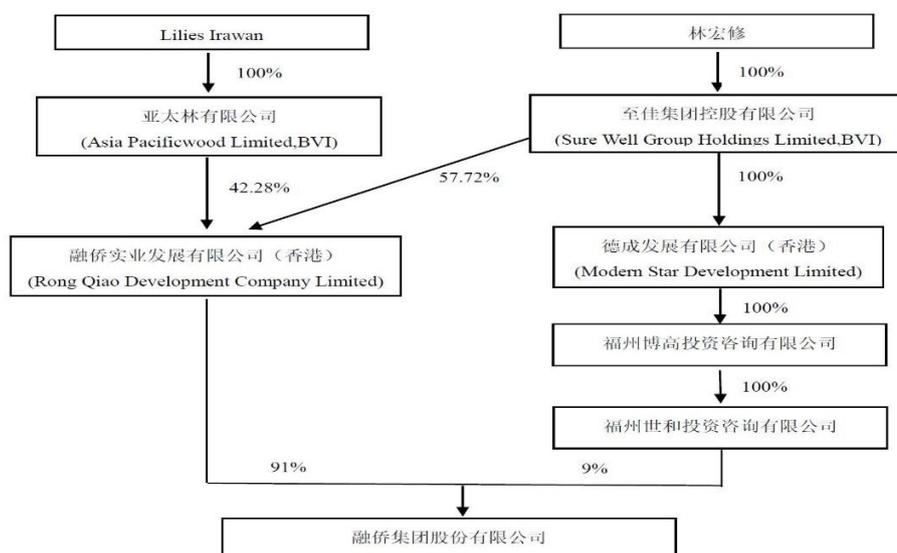 Lilies Irawan
林宏修
100%
100%
亚太林有限公司
(Asia Pacificwood Limited,BVI)
至佳集团控股有限公司
(Sure Well Group Holdings Limited,BVI)
42.28%
57.72%
100%
融侨实业发展有限公司（香港）
(Rong Qiao Development Company Limited)
德成发展有限公司（香港）
(Modern Star Development Limited)
100%
福州博高投资咨询有限公司
100%
福州世和投资咨询有限公司
91%
9%
融侨集团股份有限公司